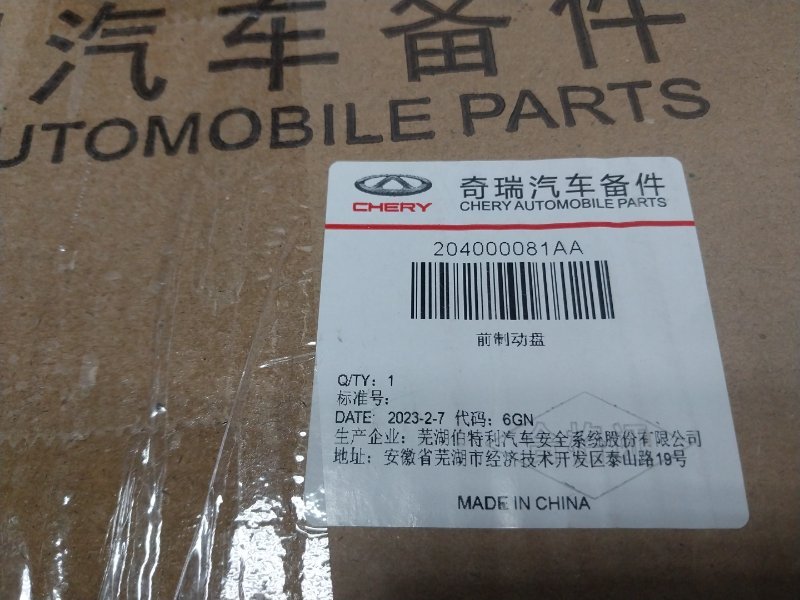 汽车备件
AUTOMOBILE PARTS
CHERY
奇瑞汽车备件
CHERY AUTOMOBILE PARTS
204000081AA
前制动盘
Q/TY: 1
标准号:
DATE: 2023-2-7 代码: 6GN
生产企业: 芜湖伯特利汽车安全系统股份有限公司
地址: 安徽省芜湖市经济技术开发区泰山路19号
MADE IN CHINA